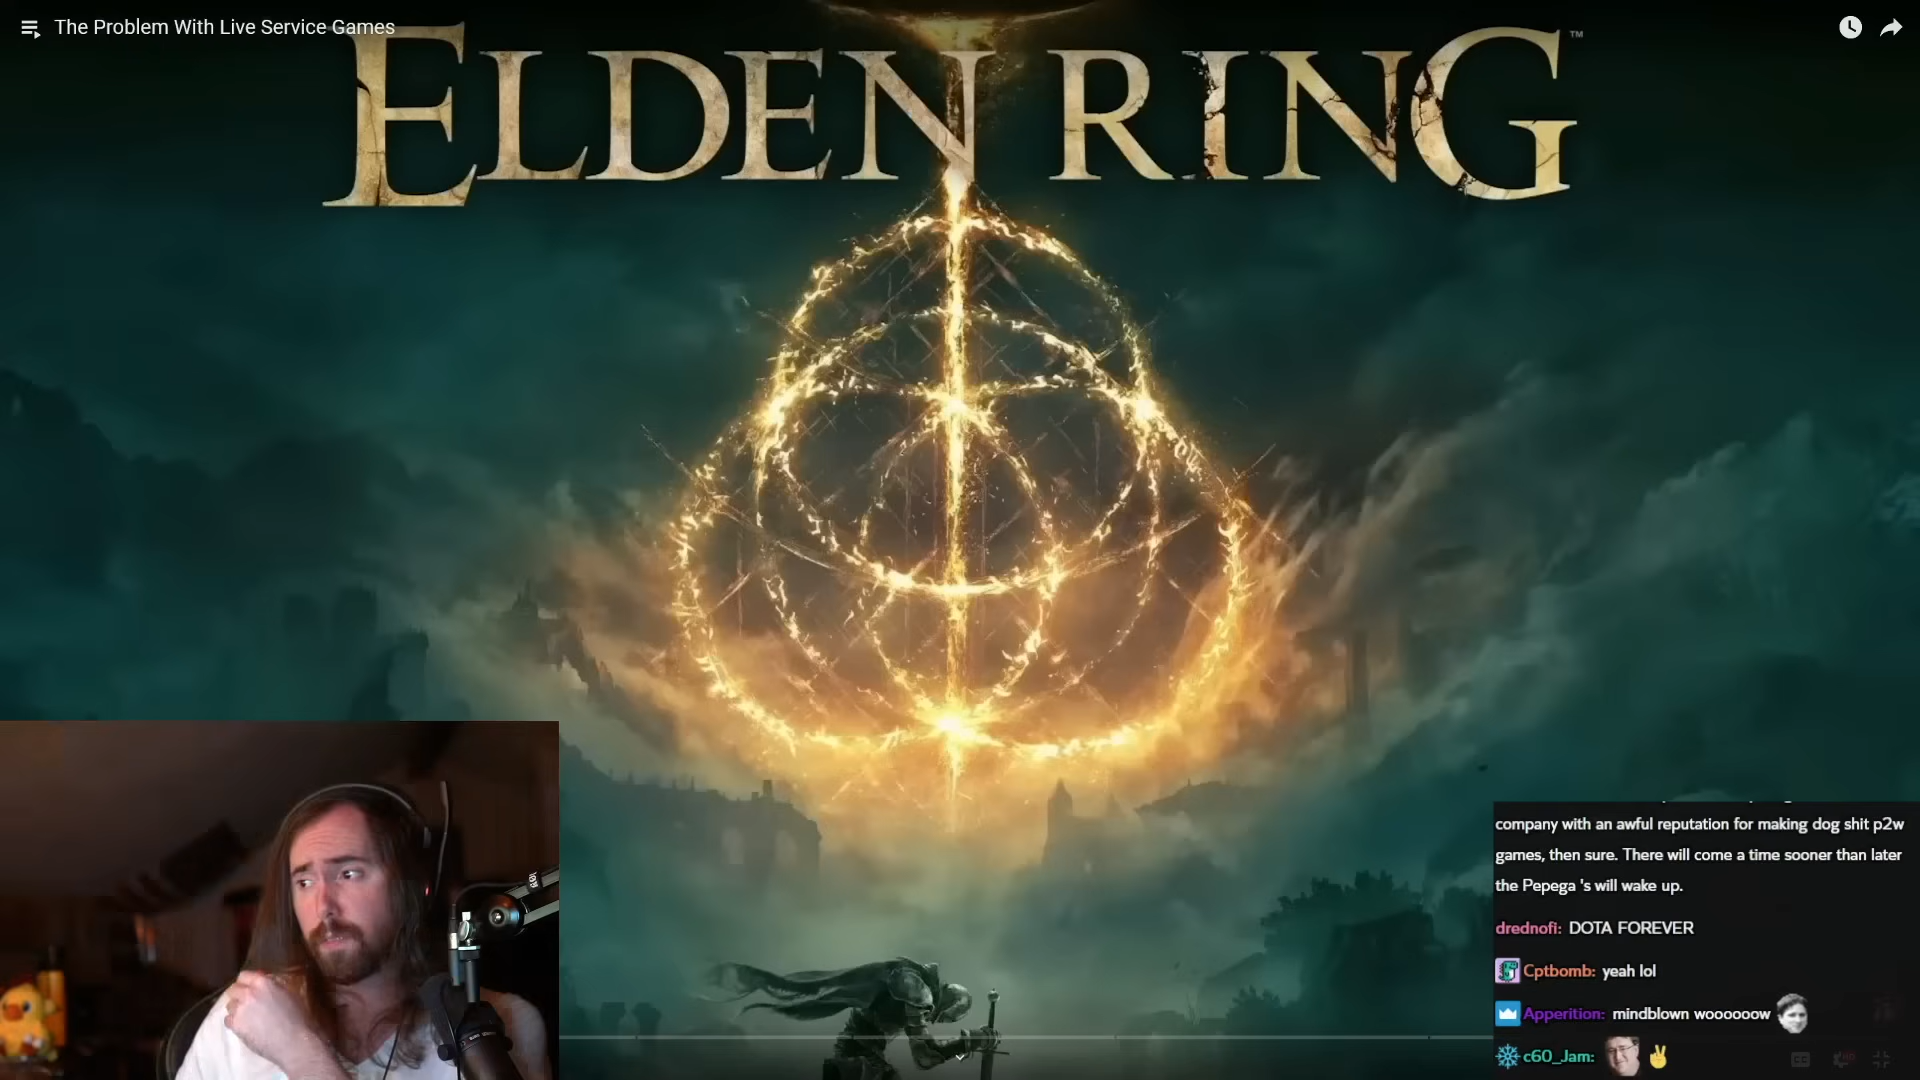 The Problem With Live Service Games
ELDEN RING™
company with an awful reputation for making dog shit p2w
games, then sure. There will come a time sooner than later
the Pepega 's will wake up.
drednofi: DOTA FOREVER
Cptbomb: yeah lol
Apperition: mindblown woooooow
c60_Jam: